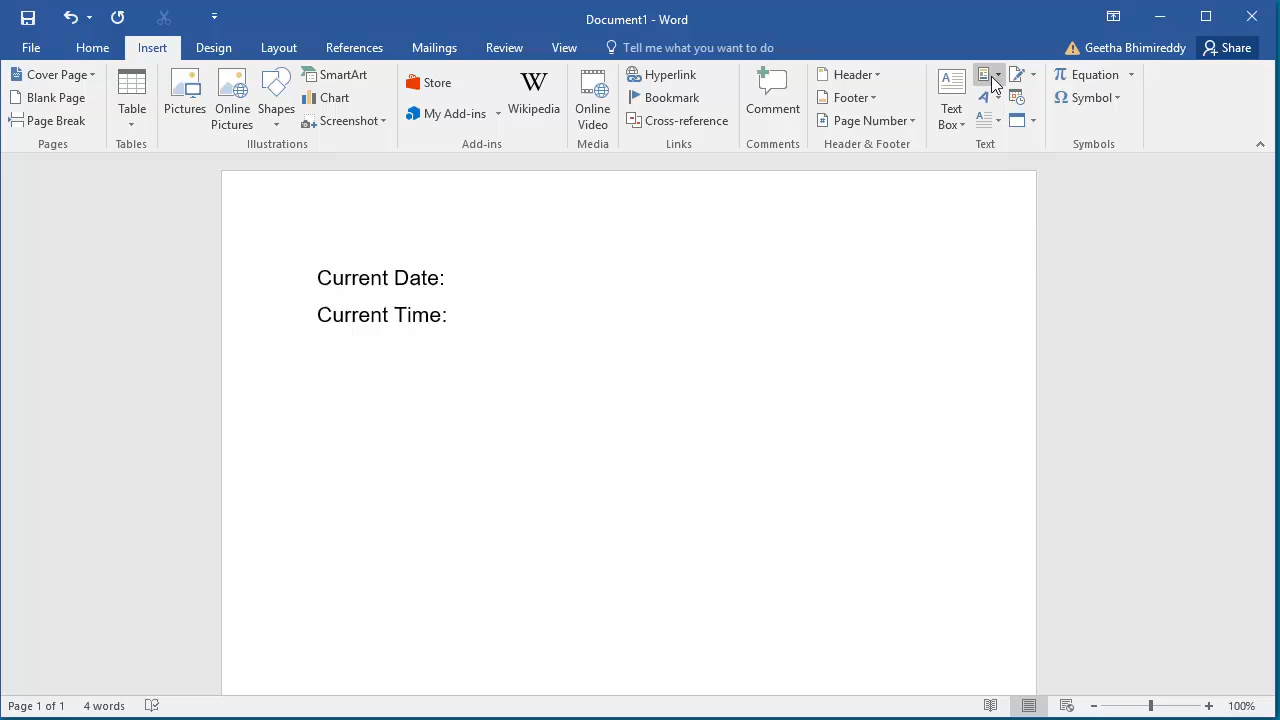 Document1 - Word
File Home Insert Design Layout References Mailings Review View Tell me what you want to do Geetha Bhimireddy Share
Cover Page
Blank Page
Page Break
Pages
Table
Tables
Pictures
Online
Pictures
Shapes
SmartArt
Chart
Screenshot
Illustrations
Store
My Add-ins
W
Wikipedia
Add-ins
Online
Video
Media
Hyperlink
Bookmark
Cross-reference
Links
Comment
Comments
Header
Footer
Page Number
Header & Footer
Text
Box
Text
π Equation
Ω Symbol
Symbols
Current Date:
Current Time:
Page 1 of 1 4 words 100%